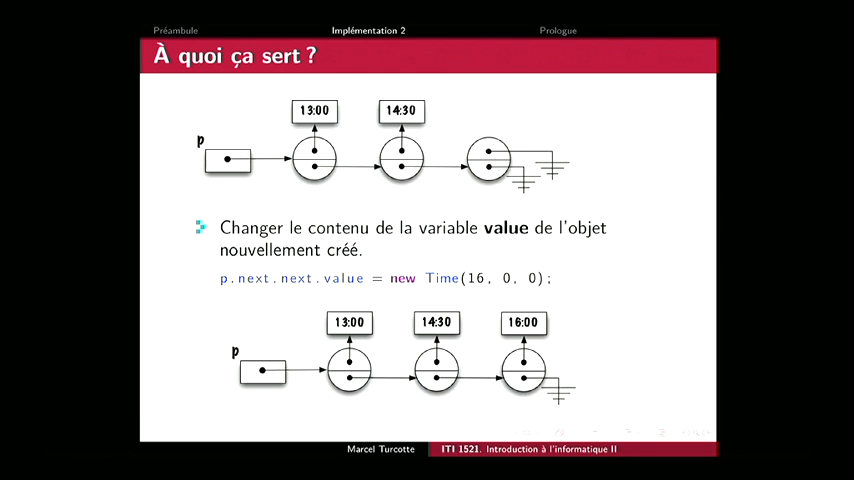 Préambule Implémentation 2 Prologue
À quoi ça sert ?
13:00 14:30
p
Changer le contenu de la variable value de l'objet
nouvellement créé.
p.next.next.value = new Time(16, 0, 0);
13:00 14:30 16:00
p
Marcel Turcotte ITI 1521. Introduction à l'informatique II